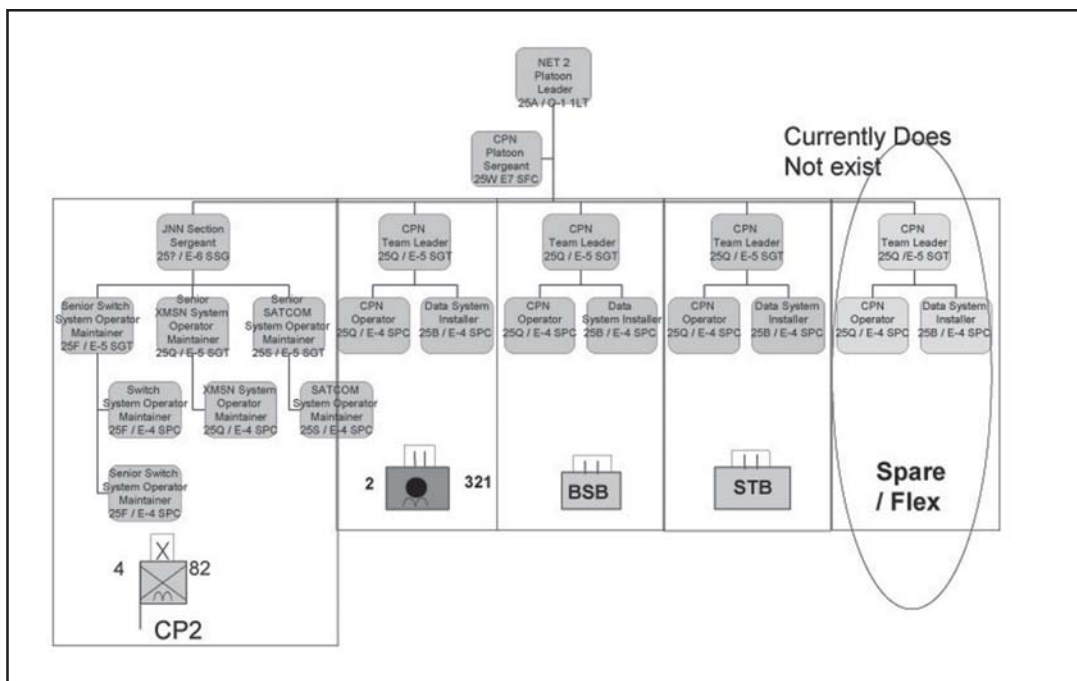 NET 2
Platoon
Leader
25A / O-1 1LT
CPN
Platoon
Sergeant
25W E7 SFC
Currently Does
Not exist
JNN Section
Sergeant
25? / E-6 SSG
Senior Switch
System Operator
Maintainer
25F / E-5 SGT
Senior
XMSN System
Operator
Maintainer
25Q / E-5 SGT
Senior
SATCOM
System Operator
Maintainer
25S / E-5 SGT
Switch
System Operator
Maintainer
25F / E-4 SPC
XMSN System
Operator
Maintainer
25Q / E-4 SPC
SATCOM
System Operator
Maintainer
25S / E-4 SPC
Senior Switch
System Operator
Maintainer
25F / E-4 SPC
4 82
CP2
CPN
Team Leader
25Q / E-5 SGT
CPN
Operator
25Q / E-4 SPC
Data System
Installer
25B / E-4 SPC
2 321
CPN
Team Leader
25Q / E-5 SGT
CPN
Operator
25Q / E-4 SPC
Data
System Installer
25B / E-4 SPC
BSB
CPN
Team Leader
25Q / E-5 SGT
CPN
Operator
25Q / E-4 SPC
Data System
Installer
25B / E-4 SPC
STB
CPN
Team Leader
25Q /E-5 SGT
CPN
Operator
25Q / E-4 SPC
Data System
Installer
25B / E-4 SPC
Spare
/ Flex